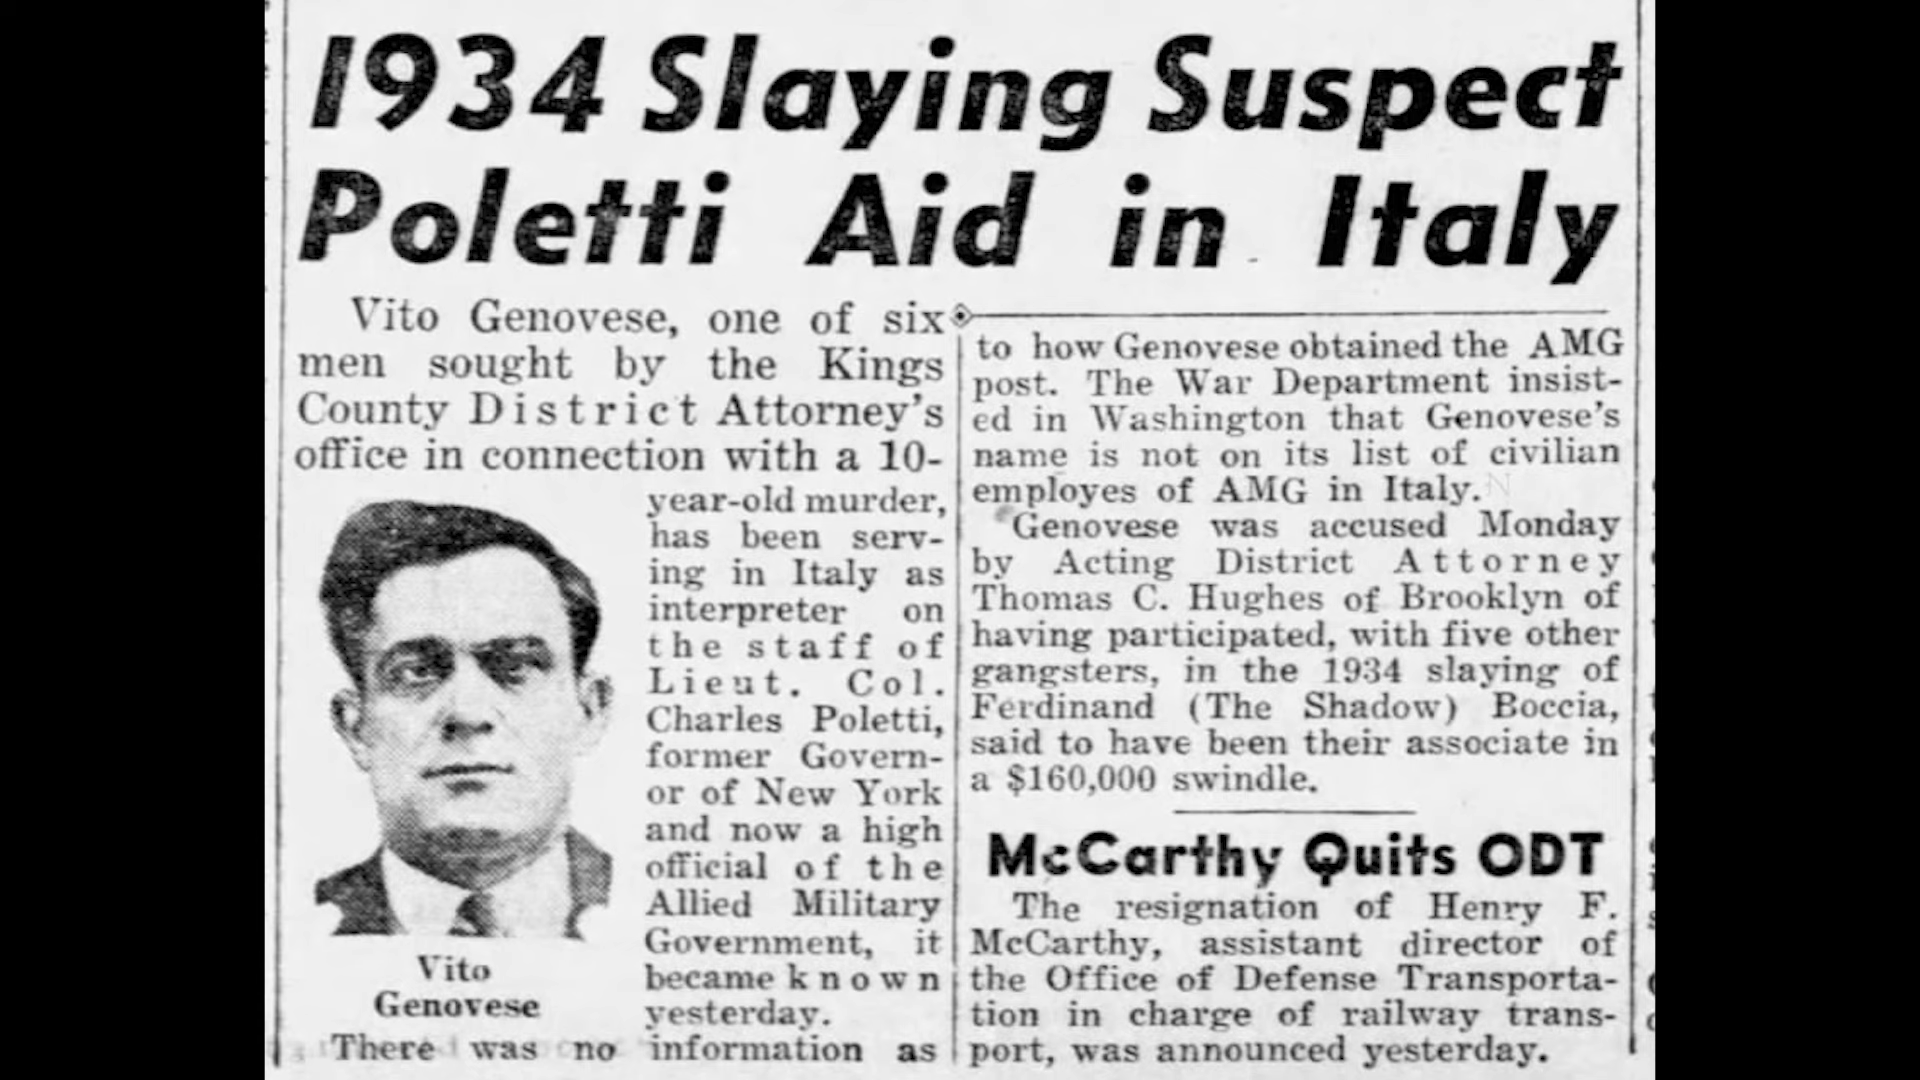 1934 Slaying Suspect
Poletti Aid in Italy
Vito Genovese, one of six
men sought by the Kings
County District Attorney's
office in connection with a 10-
year-old murder,
has been serv-
ing in Italy as
interpreter on
the staff of
Lieut. Col.
Charles Poletti,
former Govern-
or of New York
and now a high
official of the
Allied Military
Government, it
became known
yesterday.
Vito
Genovese
There was no information as
to how Genovese obtained the AMG
post. The War Department insist-
ed in Washington that Genovese's
name is not on its list of civilian
employes of AMG in Italy.
Genovese was accused Monday
by Acting District Attorney
Thomas C. Hughes of Brooklyn of
having participated, with five other
gangsters, in the 1934 slaying of
Ferdinand (The Shadow) Boccia,
said to have been their associate in
a $160,000 swindle.
McCarthy Quits ODT
The resignation of Henry F.
McCarthy, assistant director of
the Office of Defense Transporta-
tion in charge of railway trans-
port, was announced yesterday.